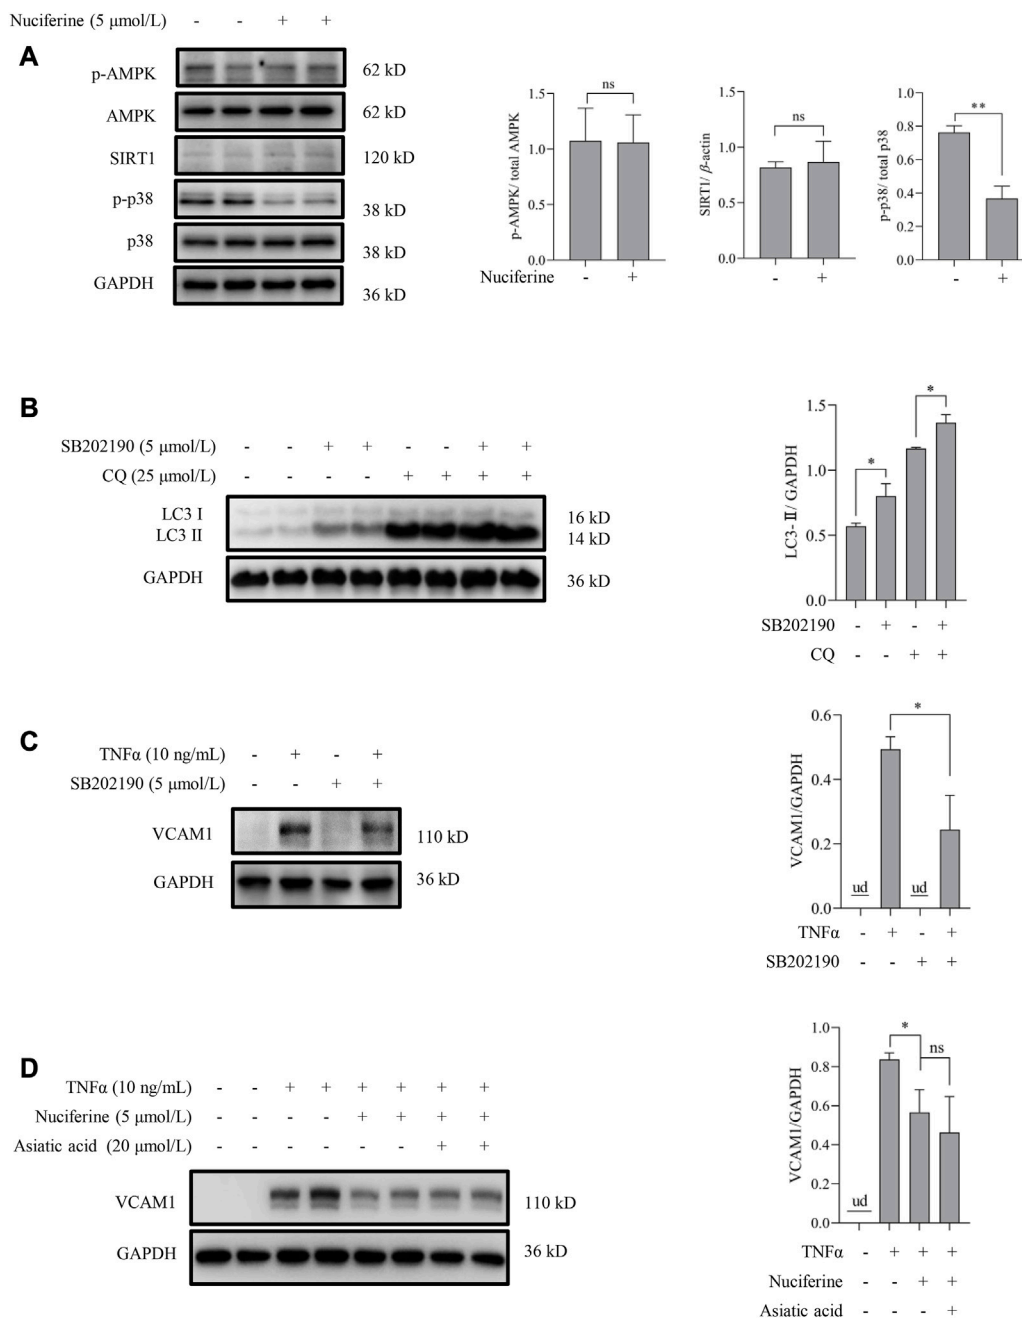 Nuciferine (5 μmol/L) - - + +
A
p-AMPK 62 kD
AMPK 62 kD
SIRT1 120 kD
p-p38 38 kD
p38 38 kD
GAPDH 36 kD
p-AMPK/ total AMPK
1.5
1.0
0.5
0.0
ns
Nuciferine - +
SIRT1/ β-actin
1.5
1.0
0.5
0.0
ns
- +
p-p38/ total p38
1.0
0.8
0.6
0.4
0.2
0.0
**
- +
B
SB202190 (5 μmol/L) - - + + - - + +
CQ (25 μmol/L) - - - - + + + +
LC3 I 16 kD
LC3 II 14 kD
GAPDH 36 kD
LC3-II/ GAPDH
1.5
1.0
0.5
0.0
* *
SB202190 - + - +
CQ - - + +
C
TNFα (10 ng/mL) - + - +
SB202190 (5 μmol/L) - - + +
VCAM1 110 kD
GAPDH 36 kD
VCAM1/GAPDH
0.6
0.4
0.2
0.0
*
ud ud
TNFα - + - +
SB202190 - - + +
D
TNFα (10 ng/mL) - - + + + + + +
Nuciferine (5 μmol/L) - - - - + + + +
Asiatic acid (20 μmol/L) - - - - - - + +
VCAM1 110 kD
GAPDH 36 kD
VCAM1/GAPDH
1.0
0.8
0.6
0.4
0.2
0.0
* ns
ud
TNFα - + + +
Nuciferine - - + +
Asiatic acid - - - +